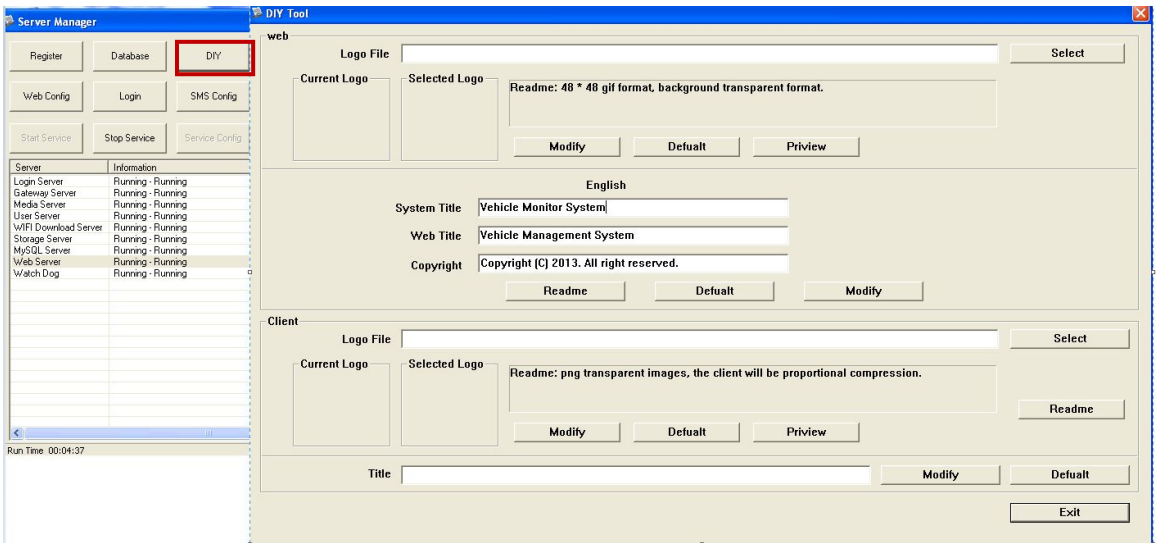 Server Manager
Register Database DIY
Web Config Login SMS Config
Start Service Stop Service Service Config
Server Information
Login Server Running - Running
Gateway Server Running - Running
Media Server Running - Running
User Server Running - Running
WIFI Download Server Running - Running
Storage Server Running - Running
MySQL Server Running - Running
Web Server Running - Running
Watch Dog Running - Running
Run Time 00:04:37
DIY Tool
web
Logo File Select
Current Logo Selected Logo
Readme: 48 * 48 gif format, background transparent format.
Modify Defualt Priview
English
System Title Vehicle Monitor System
Web Title Vehicle Management System
Copyright Copyright (C) 2013. All right reserved.
Readme Defualt Modify
Client
Logo File Select
Current Logo Selected Logo
Readme: png transparent images, the client will be proportional compression.
Readme
Modify Defualt Priview
Title Modify Defualt
Exit